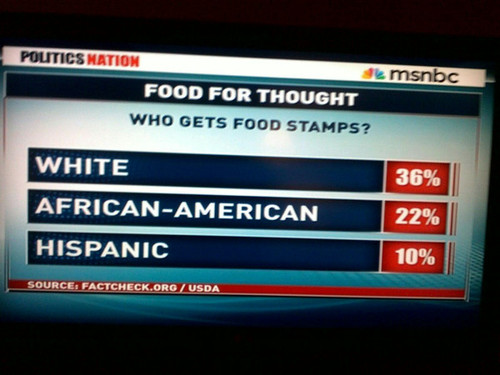 POLITICS NATION
msnbc
FOOD FOR THOUGHT
WHO GETS FOOD STAMPS?
WHITE 36%
AFRICAN-AMERICAN 22%
HISPANIC 10%
SOURCE: FACTCHECK.ORG / USDA